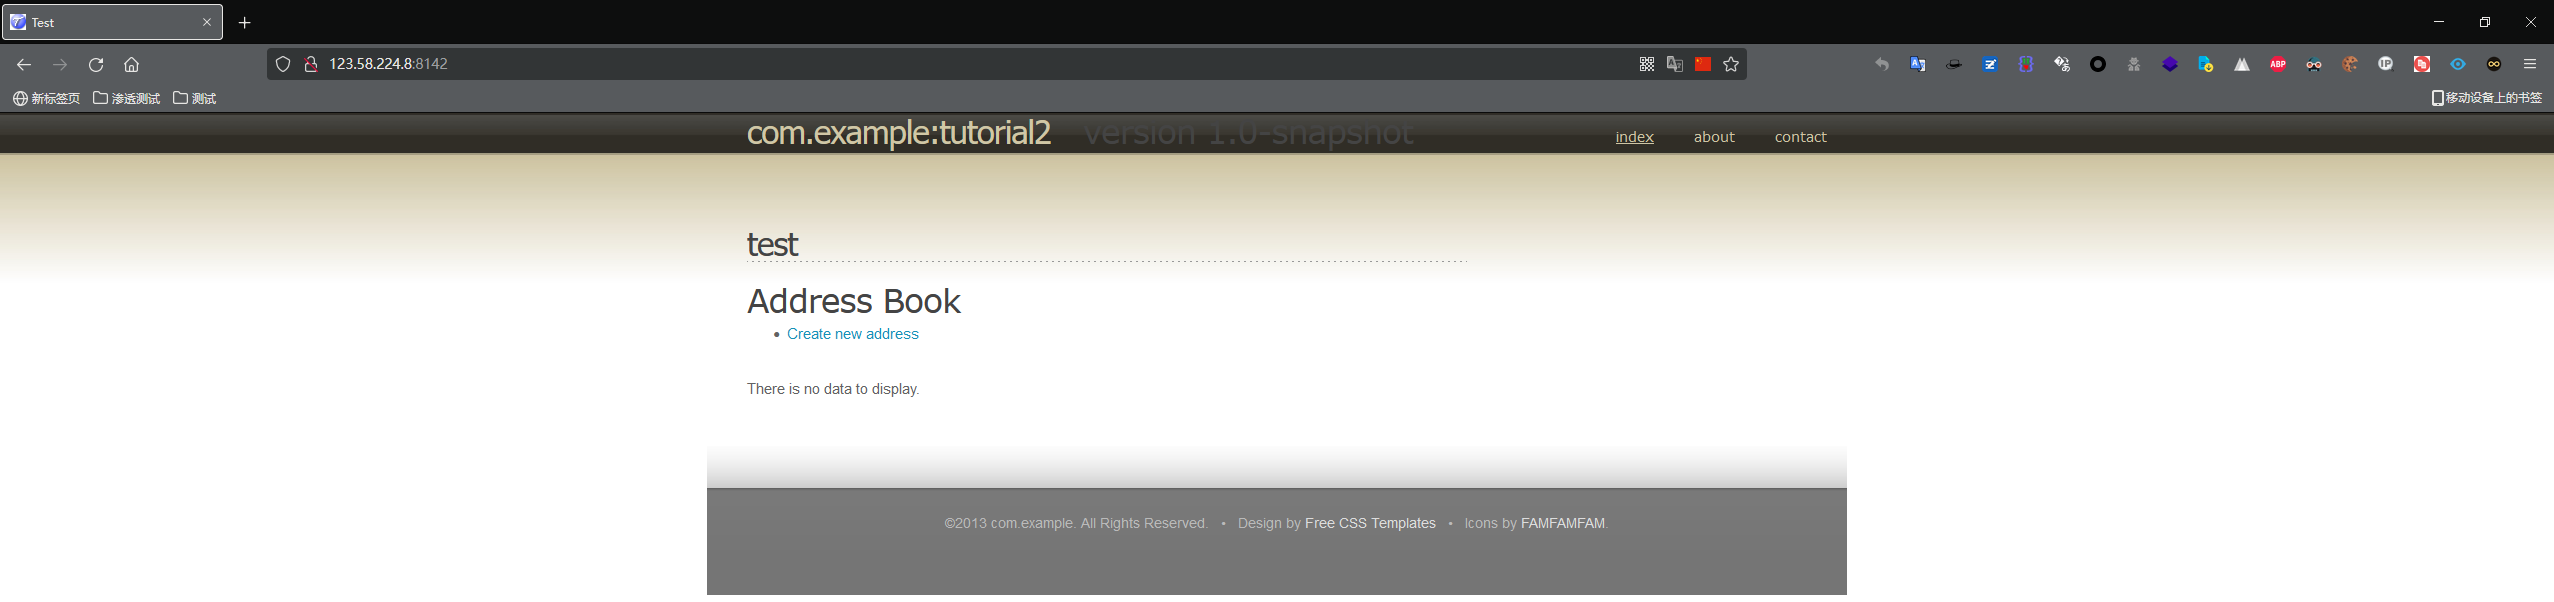 Test
123.58.224.8:8142
新标签页 渗透测试 测试 移动设备上的书签
com.example:tutorial2 version 1.0-snapshot index about contact
test
Address Book
Create new address
There is no data to display.
©2013 com.example. All Rights Reserved. • Design by Free CSS Templates • Icons by FAMFAMFAM.